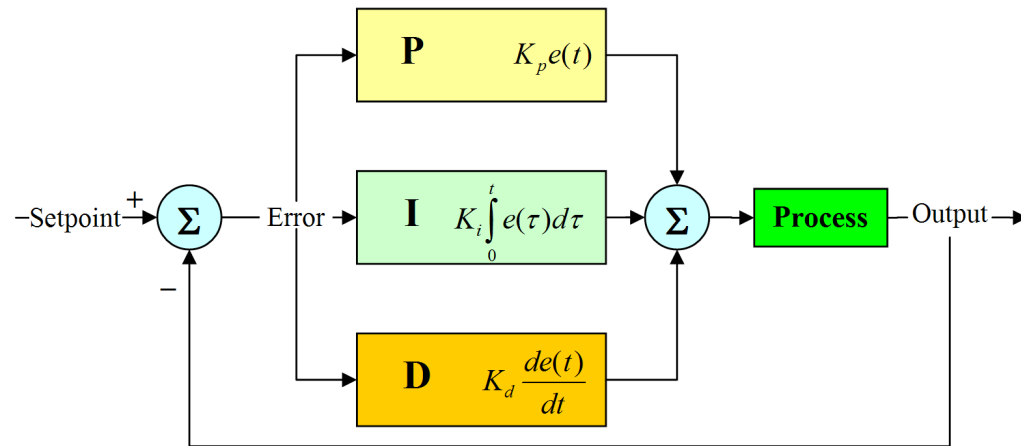 P K_p e(t)
–Setpoint
+
Σ
Error
I K_i ∫_0^t e(τ)dτ
Σ
Process
Output
−
D K_d de(t)/dt